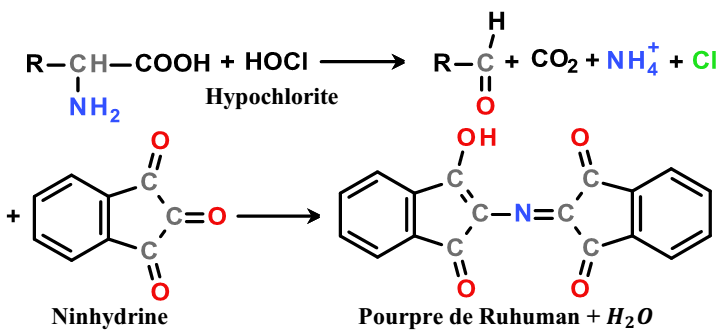 R–CH–COOH + HOCl → R–C–H + CO₂ + NH₄⁺ + Cl
NH₂ Hypochlorite O
O OH O
C C C
+ C=O → C–N=C
C C C
O O O
Ninhydrine Pourpre de Ruhuman + H₂O